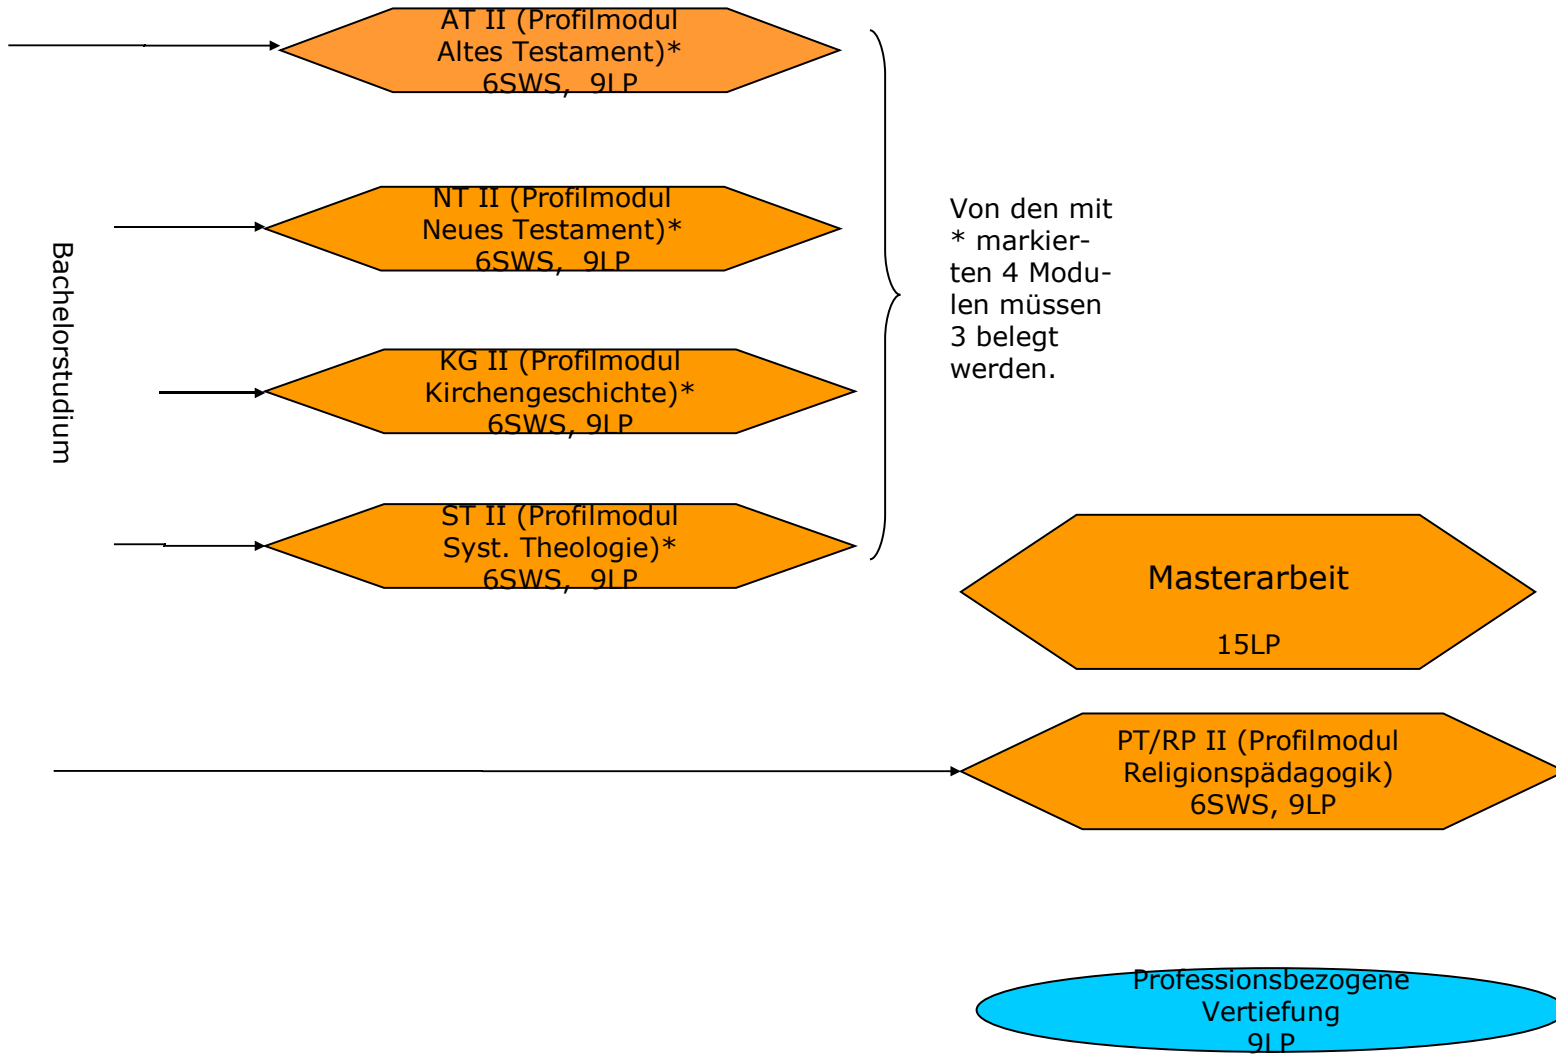 AT II (Profilmodul
Altes Testament)*
6SWS,  9LP
NT II (Profilmodul
Neues Testament)*
6SWS,  9LP
Bachelorstudium
KG II (Profilmodul
Kirchengeschichte)*
6SWS, 9LP
ST II (Profilmodul
Syst. Theologie)*
6SWS,  9LP
Von den mit
* markier-
ten 4 Modu-
len müssen
3 belegt
werden.
Masterarbeit
15LP
PT/RP II (Profilmodul
Religionspädagogik)
6SWS, 9LP
Professionsbezogene
Vertiefung
9LP